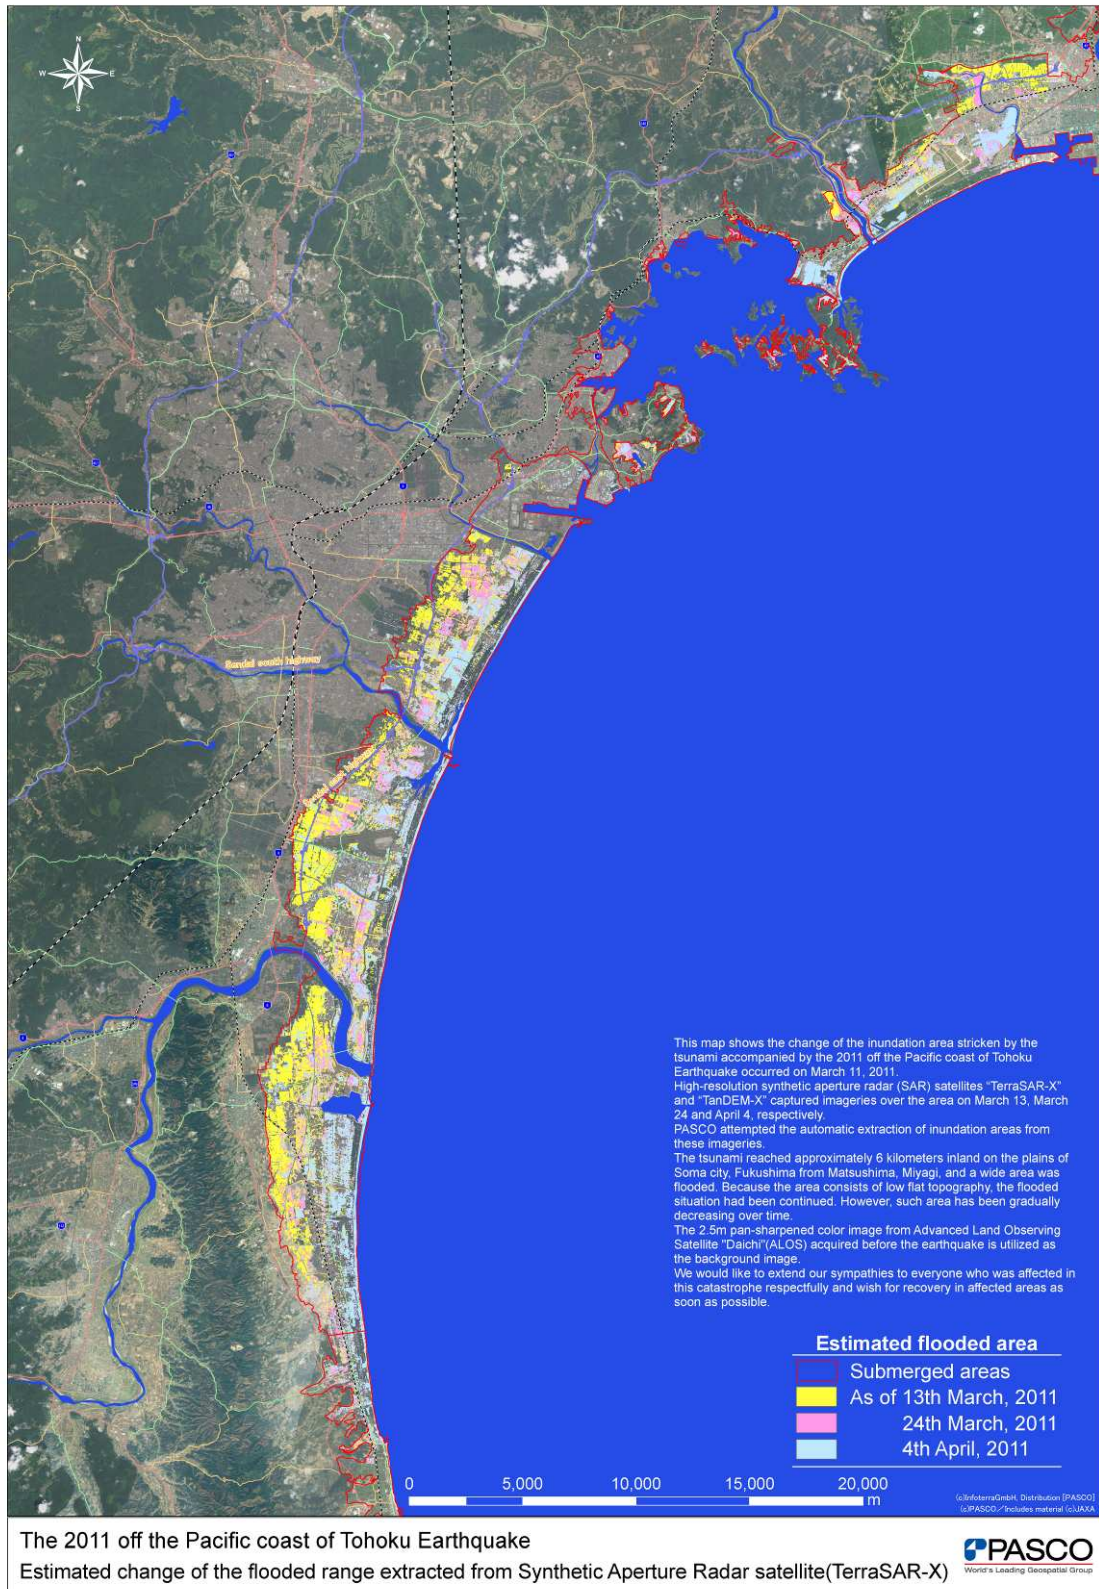 N
W E
S
Sendai south highway
This map shows the change of the inundation area stricken by the
tsunami accompanied by the 2011 off the Pacific coast of Tohoku
Earthquake occurred on March 11, 2011.
High-resolution synthetic aperture radar (SAR) satellites “TerraSAR-X”
and “TanDEM-X” captured imageries over the area on March 13, March
24 and April 4, respectively.
PASCO attempted the automatic extraction of inundation areas from
these imageries.
The tsunami reached approximately 6 kilometers inland on the plains of
Soma city, Fukushima from Matsushima, Miyagi, and a wide area was
flooded. Because the area consists of low flat topography, the flooded
situation had been continued. However, such area has been gradually
decreasing over time.
The 2.5m pan-sharpened color image from Advanced Land Observing
Satellite "Daichi"(ALOS) acquired before the earthquake is utilized as
the background image.
We would like to extend our sympathies to everyone who was affected in
this catastrophe respectfully and wish for recovery in affected areas as
soon as possible.
Estimated flooded area
Submerged areas
As of 13th March, 2011
24th March, 2011
4th April, 2011
0 5,000 10,000 15,000 20,000
m
(c)InfoterraGmbH, Distribution [PASCO]
(c)PASCO／Includes material (c)JAXA
The 2011 off the Pacific coast of Tohoku Earthquake
Estimated change of the flooded range extracted from Synthetic Aperture Radar satellite(TerraSAR-X)
PASCO
World's Leading Geospatial Group